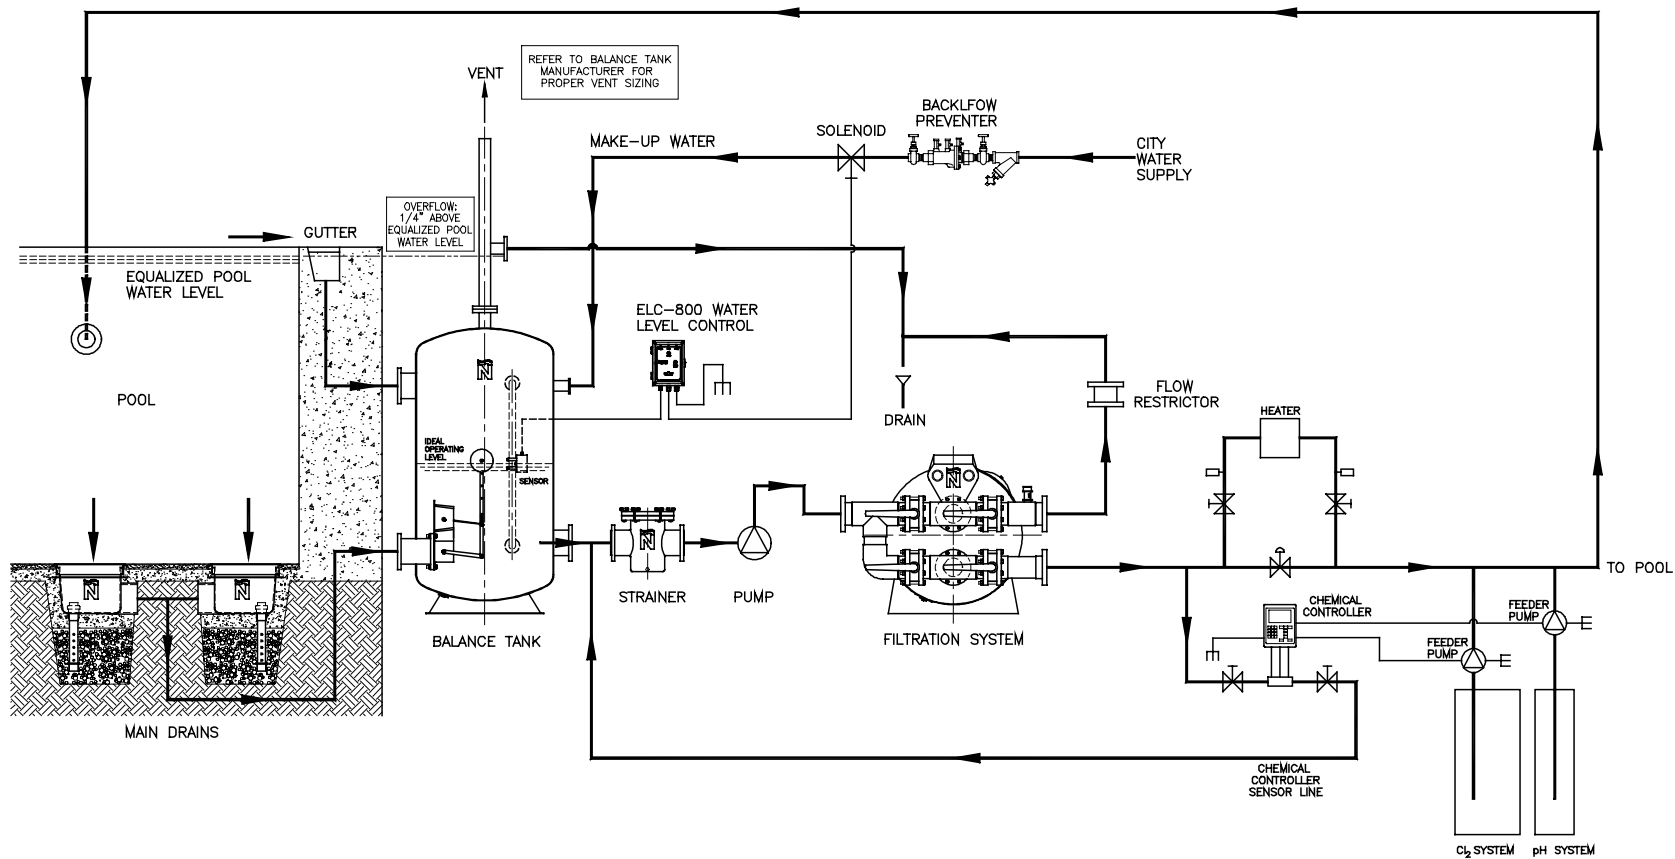 REFER TO BALANCE TANK
MANUFACTURER FOR
PROPER VENT SIZING
VENT
BACKLFOW
PREVENTER
SOLENOID
MAKE-UP WATER
CITY
WATER
SUPPLY
OVERFLOW:
1/4" ABOVE
EQUALIZED POOL
WATER LEVEL
GUTTER
EQUALIZED POOL
WATER LEVEL
ELC-800 WATER
LEVEL CONTROL
POOL
FLOW
RESTRICTOR
DRAIN
HEATER
IDEAL
OPERATING
LEVEL
SENSOR
STRAINER
PUMP
BALANCE TANK
FILTRATION SYSTEM
TO POOL
CHEMICAL
CONTROLLER
FEEDER
PUMP
FEEDER
PUMP
MAIN DRAINS
CHEMICAL
CONTROLLER
SENSOR LINE
Cl2 SYSTEM
pH SYSTEM